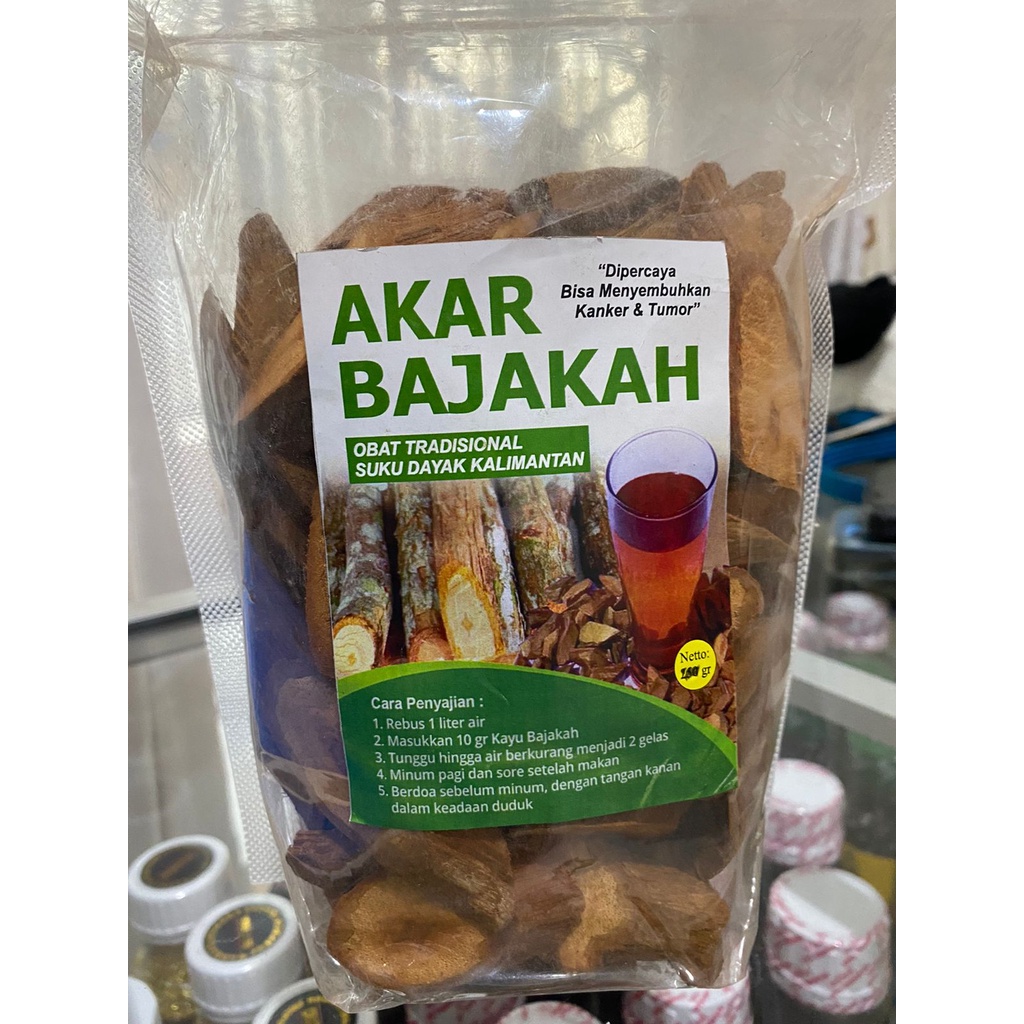 "Dipercaya
Bisa Menyembuhkan
Kanker & Tumor"
AKAR
BAJAKAH
OBAT TRADISIONAL
SUKU DAYAK KALIMANTAN
Netto:
gr
Cara Penyajian :
1. Rebus 1 liter air
2. Masukkan 10 gr Kayu Bajakah
3. Tunggu hingga air berkurang menjadi 2 gelas
4. Minum pagi dan sore setelah makan
5. Berdoa sebelum minum, dengan tangan kanan
dalam keadaan duduk